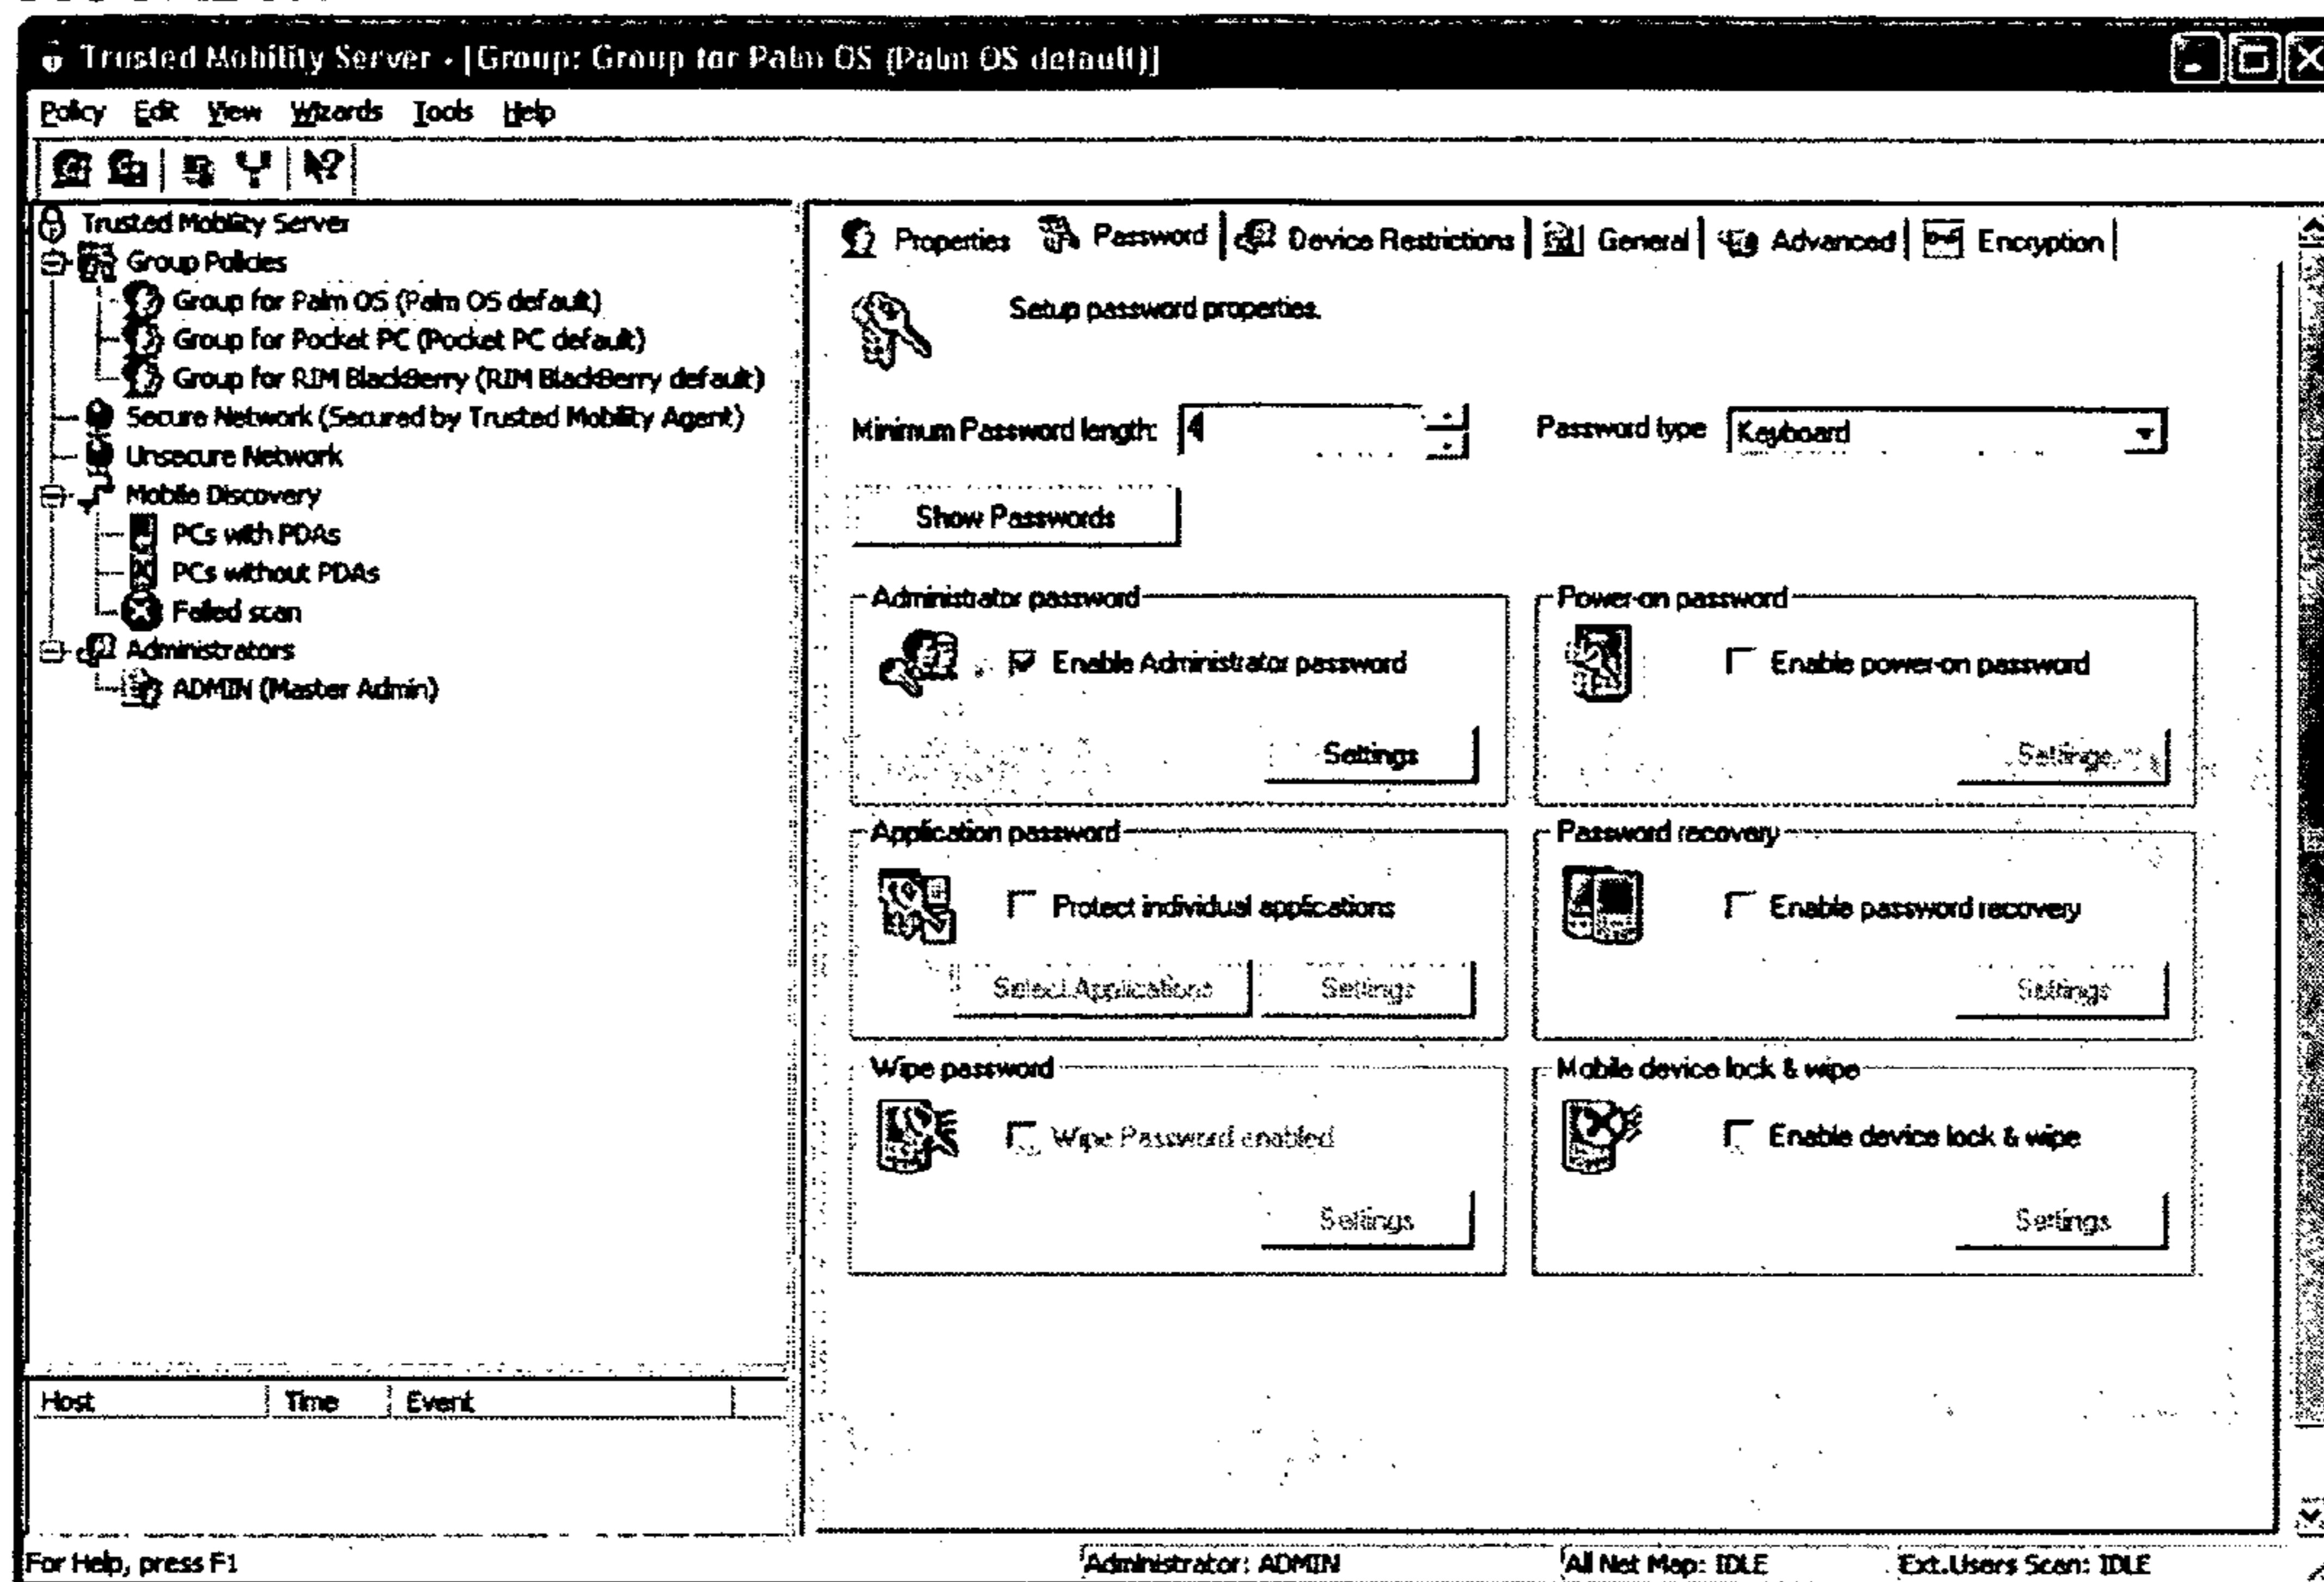 Trusted Mobility Server - [Group: Group for Palm OS (Palm OS default)]
Policy Edit View Wizards Tools Help
Trusted Mobility Server
Group Policies
Group for Palm OS (Palm OS default)
Group for Pocket PC (Pocket PC default)
Group for RIM BlackBerry (RIM BlackBerry default)
Secure Network (Secured by Trusted Mobility Agent)
Unsecure Network
Mobile Discovery
PCs with PDAs
PCs without PDAs
Failed scan
Administrators
ADMIN (Master Admin)
Host Time Event
Properties Password Device Restrictions General Advanced Encryption
Setup password properties.
Minimum Password length: 4 Password type Keyboard
Show Passwords
Administrator password
Enable Administrator password
Settings
Power-on password
Enable power-on password
Settings
Application password
Protect individual applications
Select Applications Settings
Password recovery
Enable password recovery
Settings
Wipe password
Wipe Password enabled
Settings
Mobile device lock & wipe
Enable device lock & wipe
Settings
For Help, press F1 Administrator: ADMIN All Net Map: IDLE Ext.Users Scan: IDLE